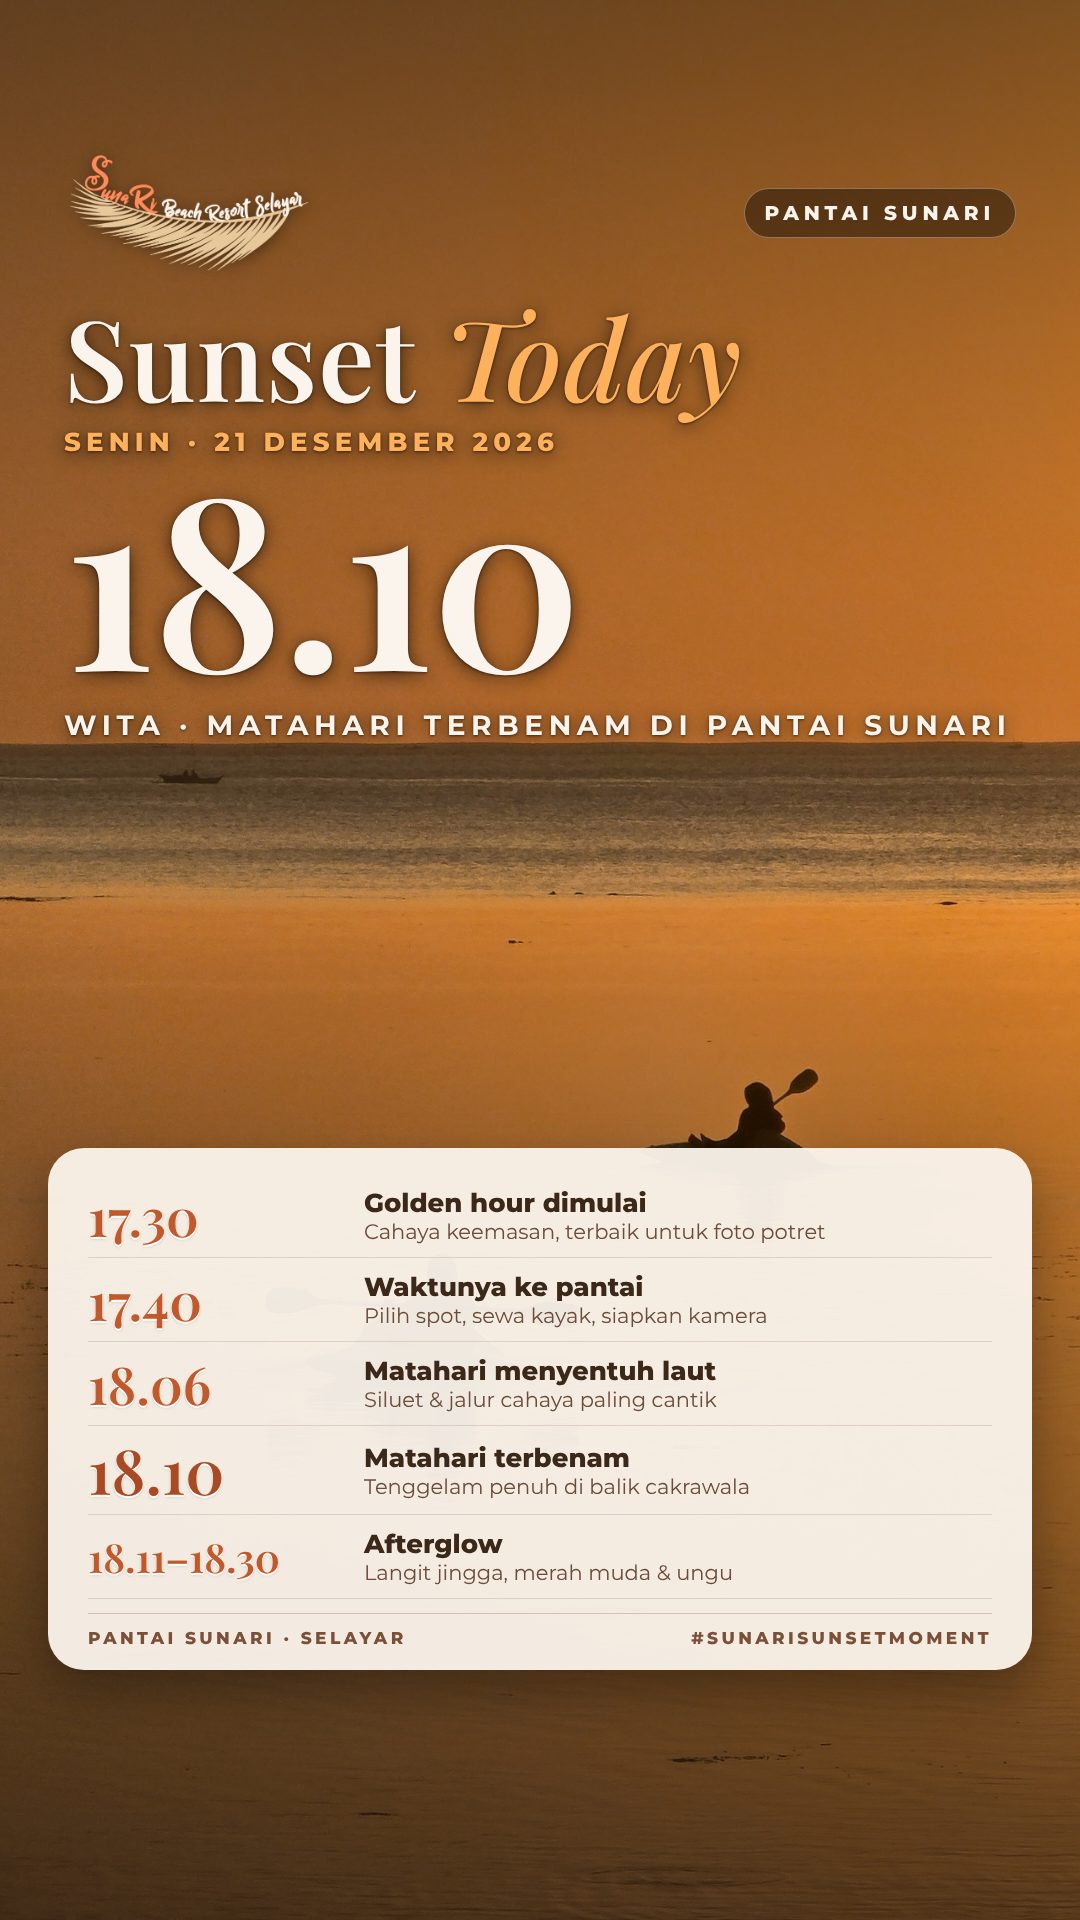 SunaRi Beach Resort Selayar
PANTAI SUNARI
Sunset Today
SENIN · 21 DESEMBER 2026
18.10
WITA · MATAHARI TERBENAM DI PANTAI SUNARI
17.30
Golden hour dimulai
Cahaya keemasan, terbaik untuk foto potret
17.40
Waktunya ke pantai
Pilih spot, sewa kayak, siapkan kamera
18.06
Matahari menyentuh laut
Siluet & jalur cahaya paling cantik
18.10
Matahari terbenam
Tenggelam penuh di balik cakrawala
18.11–18.30
Afterglow
Langit jingga, merah muda & ungu
PANTAI SUNARI · SELAYAR
#SUNARISUNSETMOMENT